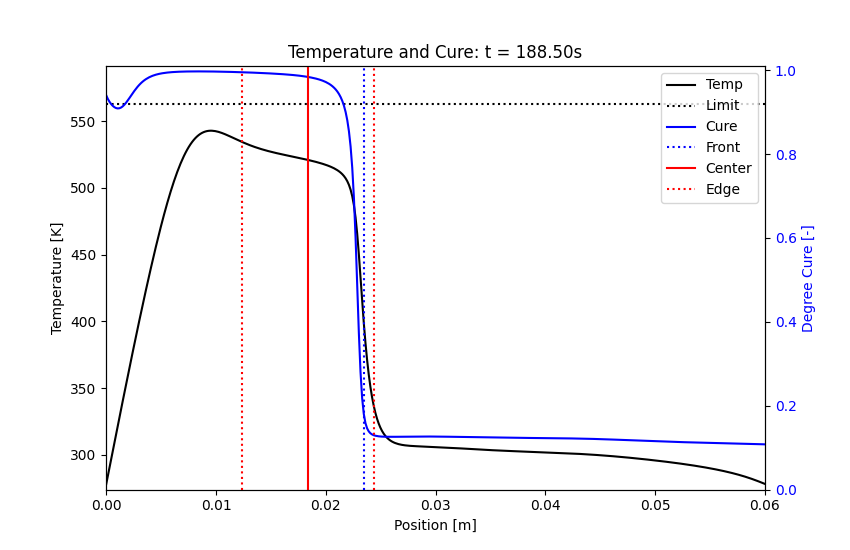 Temperature and Cure: t = 188.50s
Temp
Limit
Cure
Front
Center
Edge
Temperature [K]
550
500
450
400
350
300
Degree Cure [-]
1.0
0.8
0.6
0.4
0.2
0.0
0.00 0.01 0.02 0.03 0.04 0.05 0.06
Position [m]